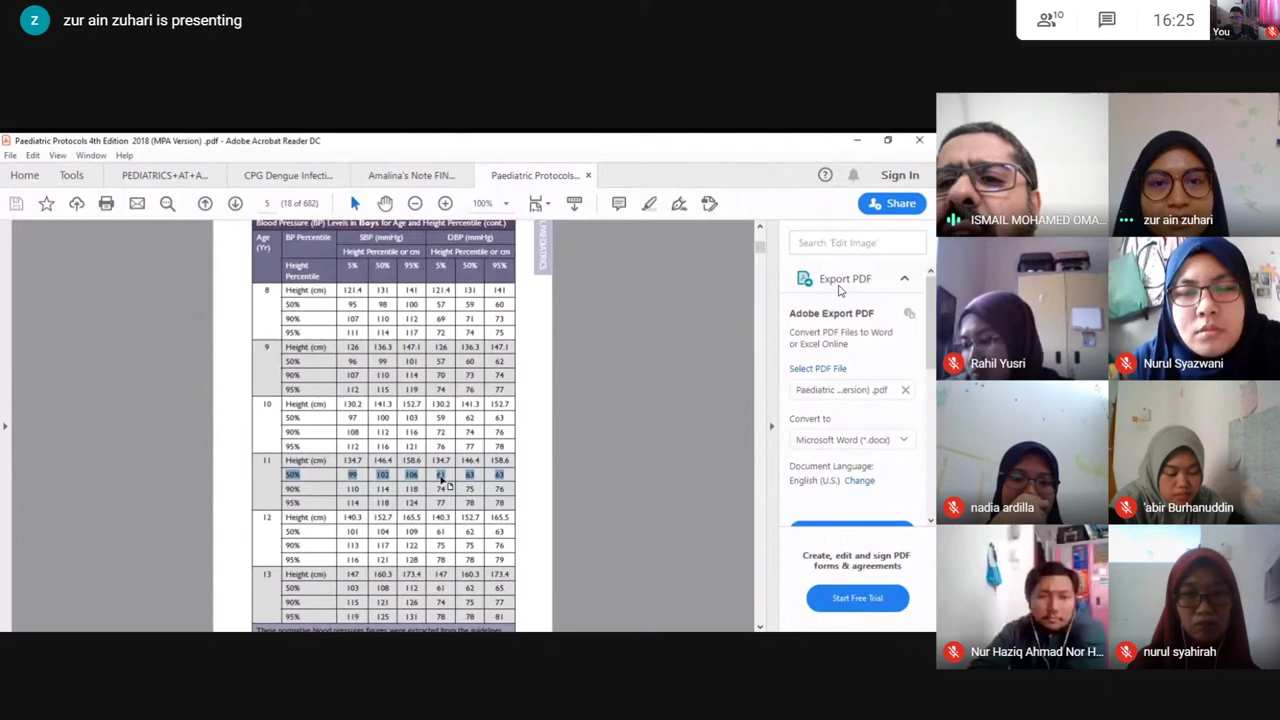 Z zur ain zuhari is presenting
10
16:25
You
Paediatric Protocols 4th Edition 2018 (MPA Version) .pdf - Adobe Acrobat Reader DC
File Edit View Window Help
Home Tools PEDIATRICS+AT+A... CPG Dengue Infecti... Amalina's Note FIN... Paediatric Protocols... Sign In
5 (18 of 682) 100% Share
Blood Pressure (BP) Levels in Boys for Age and Height Percentile (cont.)
Age (Yr) BP Percentile SBP (mmHg) DBP (mmHg)
Height Percentile or cm Height Percentile or cm
Height Percentile 5% 50% 95% 5% 50% 95%
8 Height (cm) 121.4 131 141 121.4 131 141
50% 95 98 100 57 59 60
90% 107 110 112 69 71 73
95% 111 114 117 72 74 75
9 Height (cm) 126 136.3 147.1 126 136.3 147.1
50% 96 99 101 57 60 62
90% 107 110 114 70 73 74
95% 112 115 119 74 76 77
10 Height (cm) 130.2 141.3 152.7 130.2 141.3 152.7
50% 97 100 103 59 62 63
90% 108 112 116 72 74 76
95% 112 116 121 76 77 78
11 Height (cm) 134.7 146.4 158.6 134.7 146.4 158.6
50% 99 102 106 61 63 63
90% 110 114 118 74 75 76
95% 114 118 124 77 78 78
12 Height (cm) 140.3 152.7 165.5 140.3 152.7 165.5
50% 101 104 109 61 62 63
90% 113 117 122 75 75 76
95% 116 121 128 78 78 79
13 Height (cm) 147 160.3 173.4 147 160.3 173.4
50% 103 108 112 61 62 65
90% 115 121 126 74 75 77
95% 119 125 131 78 78 81
These normative blood pressures figures were extracted from the guidelines
Search 'Edit Image'
Export PDF
Adobe Export PDF
Convert PDF Files to Word
or Excel Online
Select PDF File
Paediatric ...ersion) .pdf
Convert to
Microsoft Word (*.docx)
Document Language:
English (U.S.) Change
Create, edit and sign PDF
forms & agreements
Start Free Trial
ISMAIL MOHAMED OMA...
zur ain zuhari
Rahil Yusri
Nurul Syazwani
nadia ardilla
'abir Burhanuddin
Nur Haziq Ahmad Nor H...
nurul syahirah